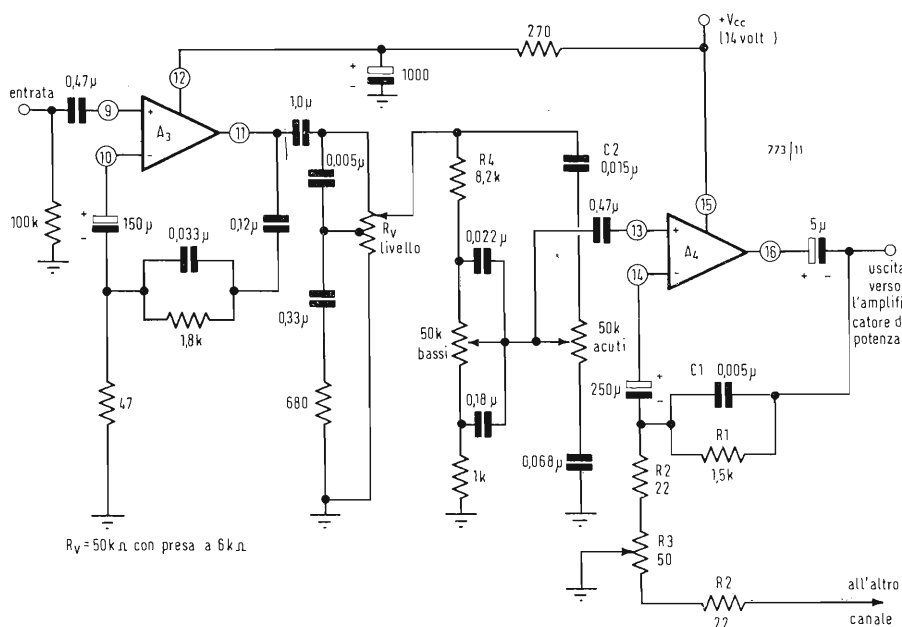 +Vcc
(14 volt)
270
1000
+
-
12
entrata
0,47µ
9
+
10
-
A3
11
1,0µ
0,005µ
100k
+
-
150µ
0,033µ
1,8k
0,12µ
RV
livello
0,33µ
47
680
RV = 50kΩ con presa a 6kΩ
R4
8,2k
C2
0,015µ
773/11
0,022µ
0,47µ
13
+
14
-
A4
15
16
5µ
+ -
uscita
verso
l'amplifi
catore d
potenza
50k
bassi
50k
acuti
0,18µ
1k
0,068µ
250µ
+
-
C1 0,005µ
R1
1,5k
R2
22
R3
50
R2
22
all'altro
canale